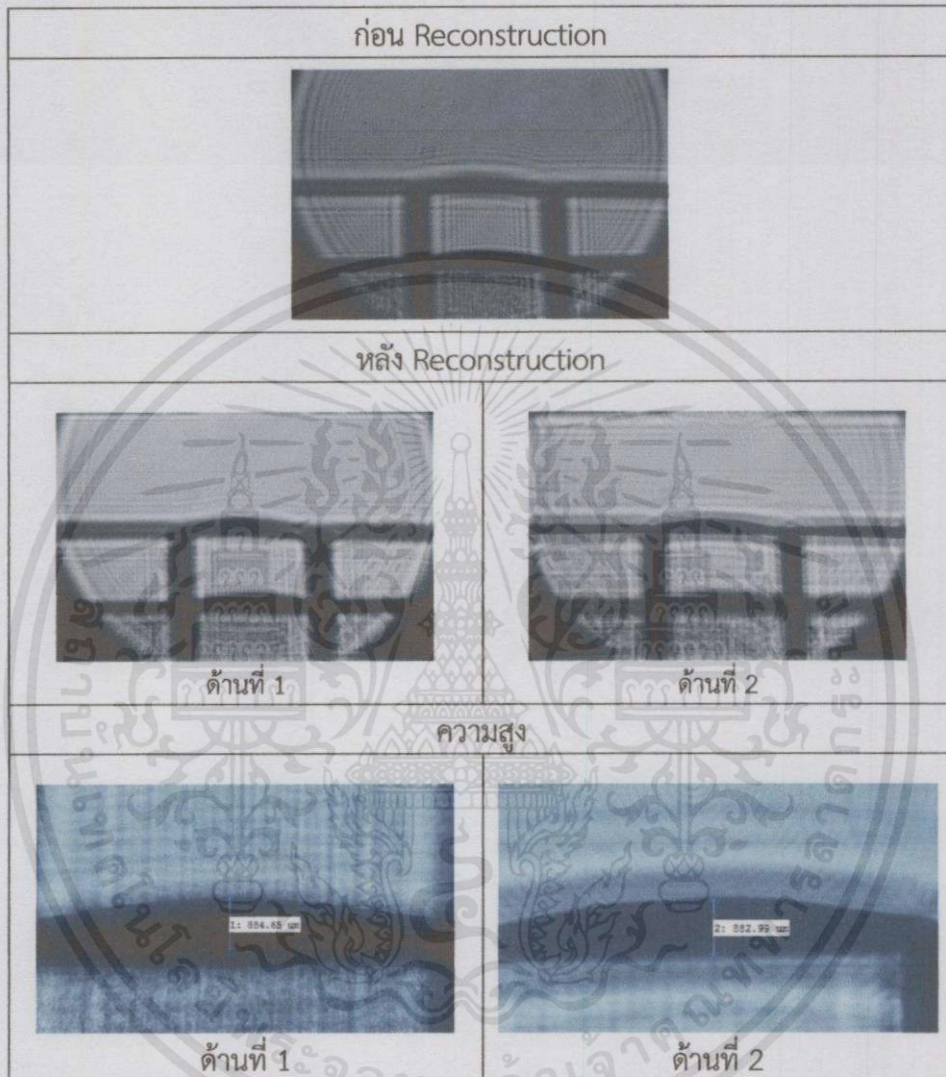 ก่อน Reconstruction
หลัง Reconstruction
ด้านที่ 1 ด้านที่ 2
ความสูง
1: 884.65 um 2: 882.99 um
ด้านที่ 1 ด้านที่ 2